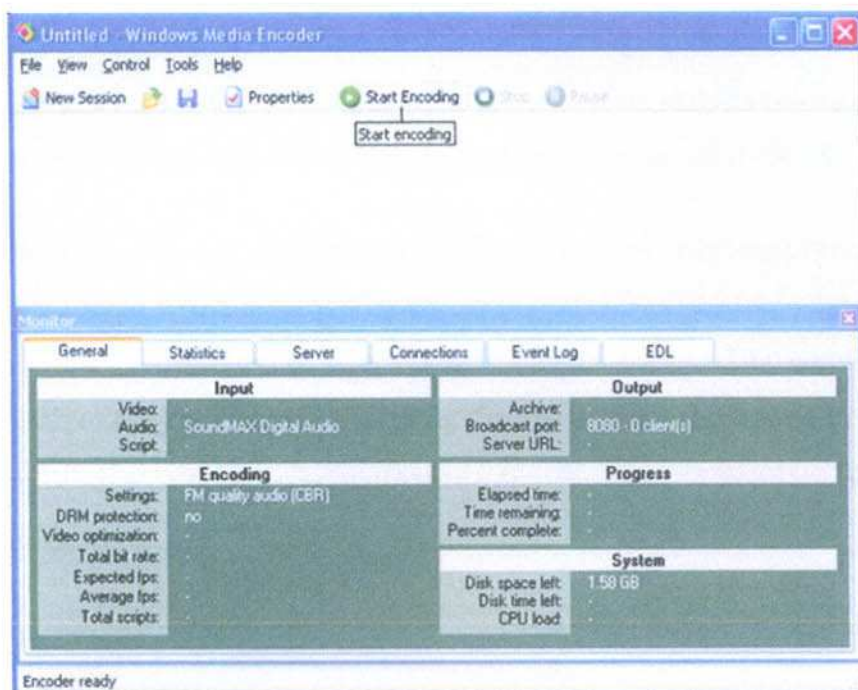 Untitled - Windows Media Encoder
File View Control Tools Help
New Session Properties Start Encoding Stop Pause
Start encoding
Monitor
General Statistics Server Connections Event Log EDL
Input
Video: -
Audio: SoundMAX Digital Audio
Script: -
Encoding
Settings: FM quality audio (CBR)
DRM protection: no
Video optimization: -
Total bit rate: -
Expected fps: -
Average fps: -
Total scripts: -
Output
Archive: -
Broadcast port: 8080 - 0 client(s)
Server URL: -
Progress
Elapsed time: -
Time remaining: -
Percent complete: -
System
Disk space left: 1.58 GB
Disk time left: -
CPU load: -
Encoder ready